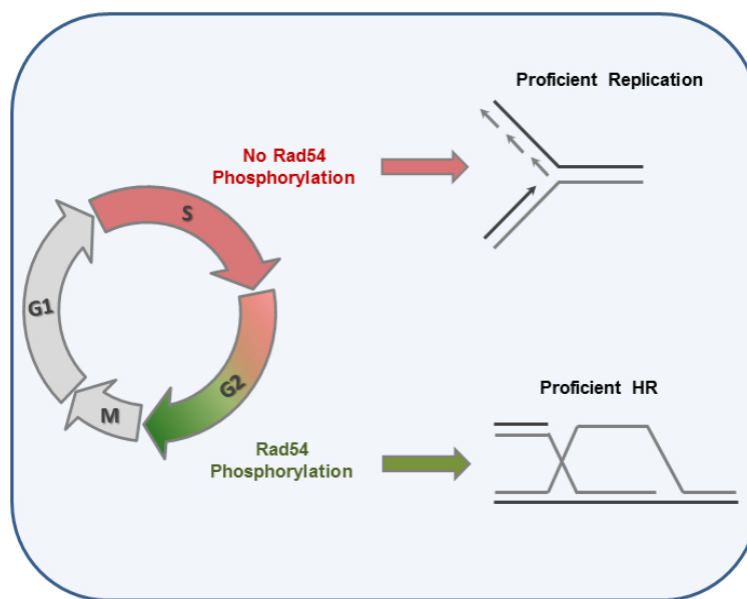 Proficient Replication
No Rad54
Phosphorylation
S
G1
G2
M
Proficient HR
Rad54
Phosphorylation